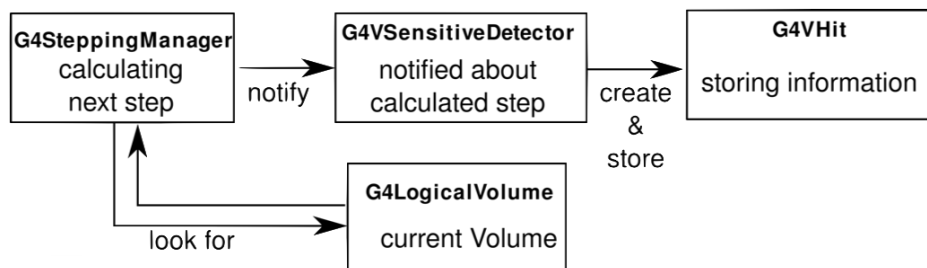 G4SteppingManager
calculating
next step
notify
G4VSensitiveDetector
notified about
calculated step
create
&
store
G4VHit
storing information
look for
G4LogicalVolume
current Volume